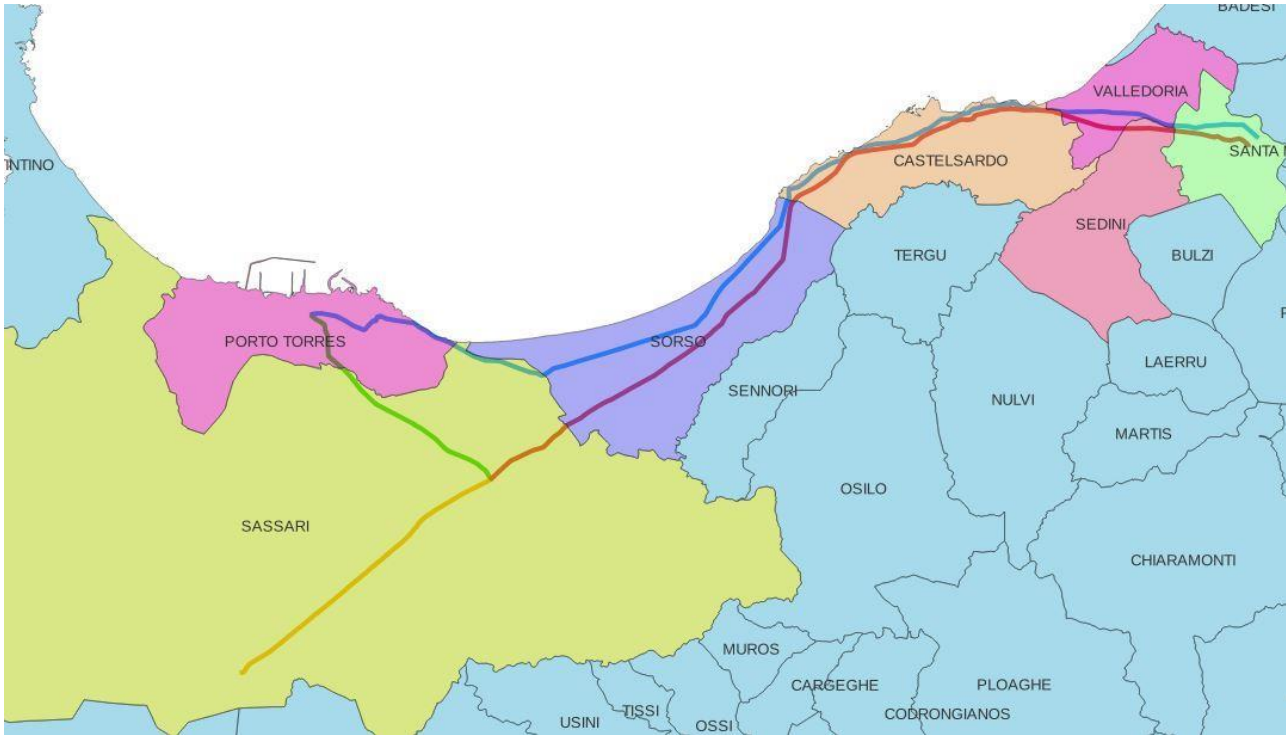 BADESI
VALLEDORIA
INTINO
CASTELSARDO
SANTA
SEDINI
TERGU
BULZI
PORTO TORRES
SORSO
LAERRU
SENNORI
NULVI
MARTIS
OSILO
SASSARI
CHIARAMONTI
MUROS
CARGEGHE
PLOAGHE
TISSI
CODRONGIANOS
USINI
OSSI